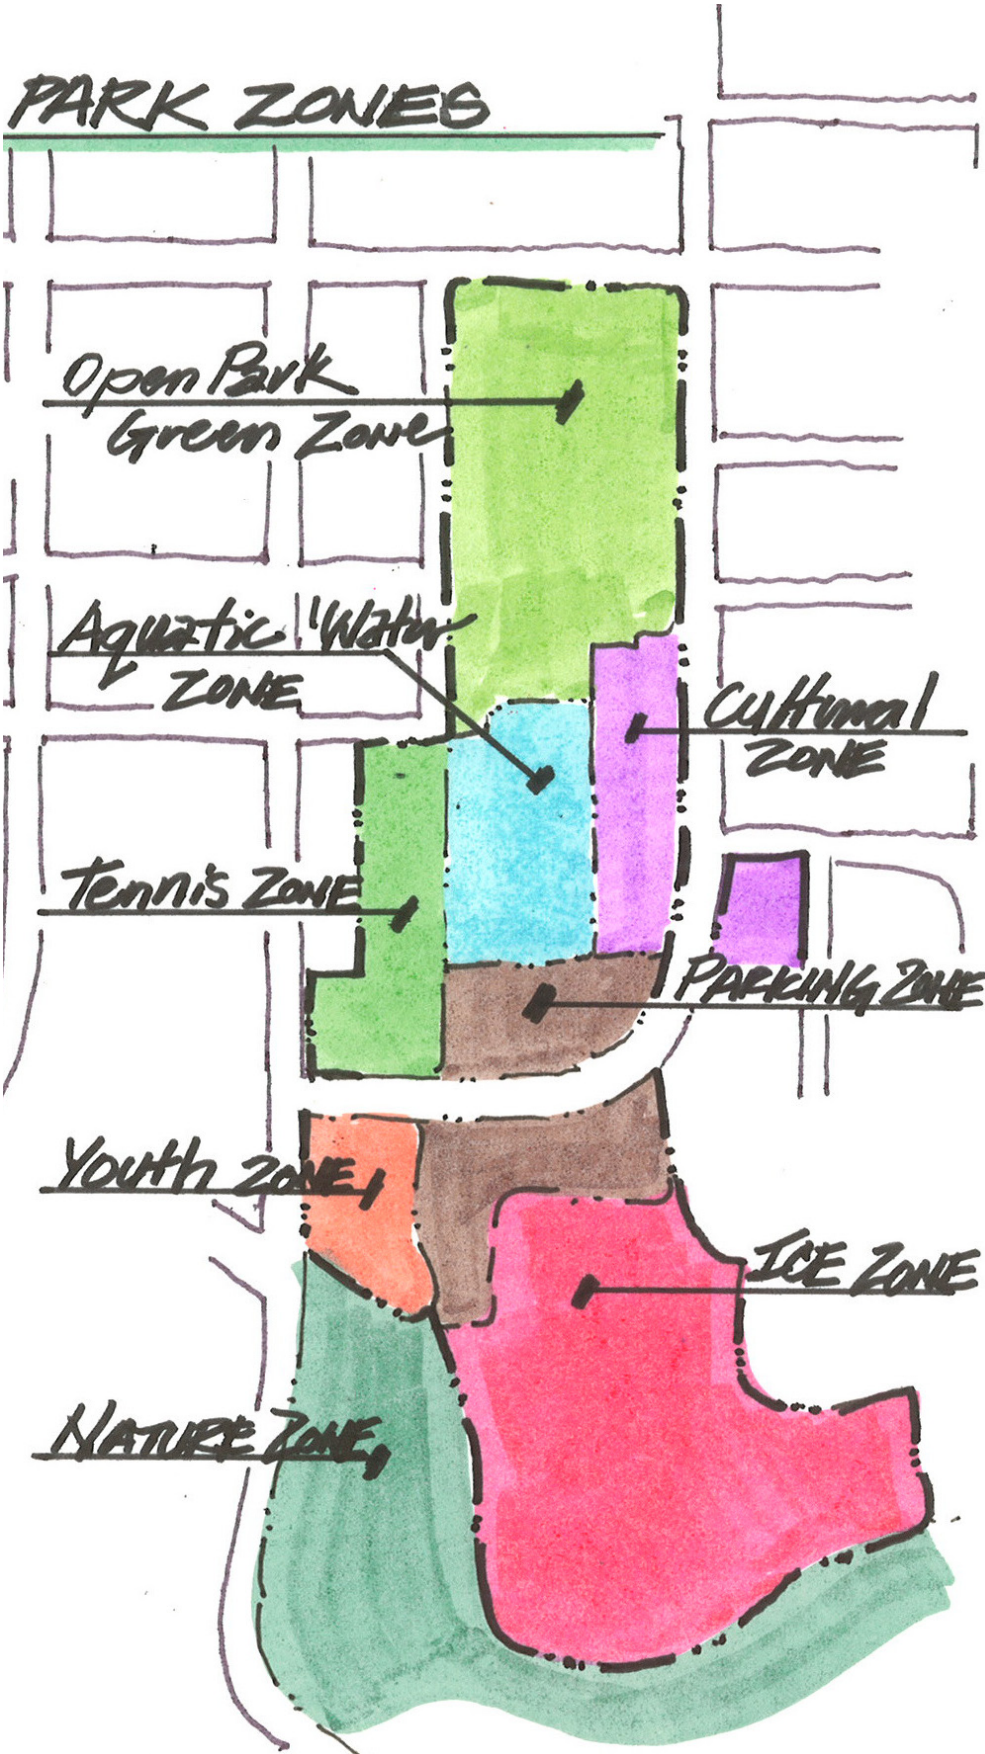 PARK ZONES
Open Park
Green Zone
Aquatic 'Water
ZONE
Cultural
ZONE
Tennis ZONE
PARKING ZONE
Youth ZONE
ICE ZONE
NATURE ZONE